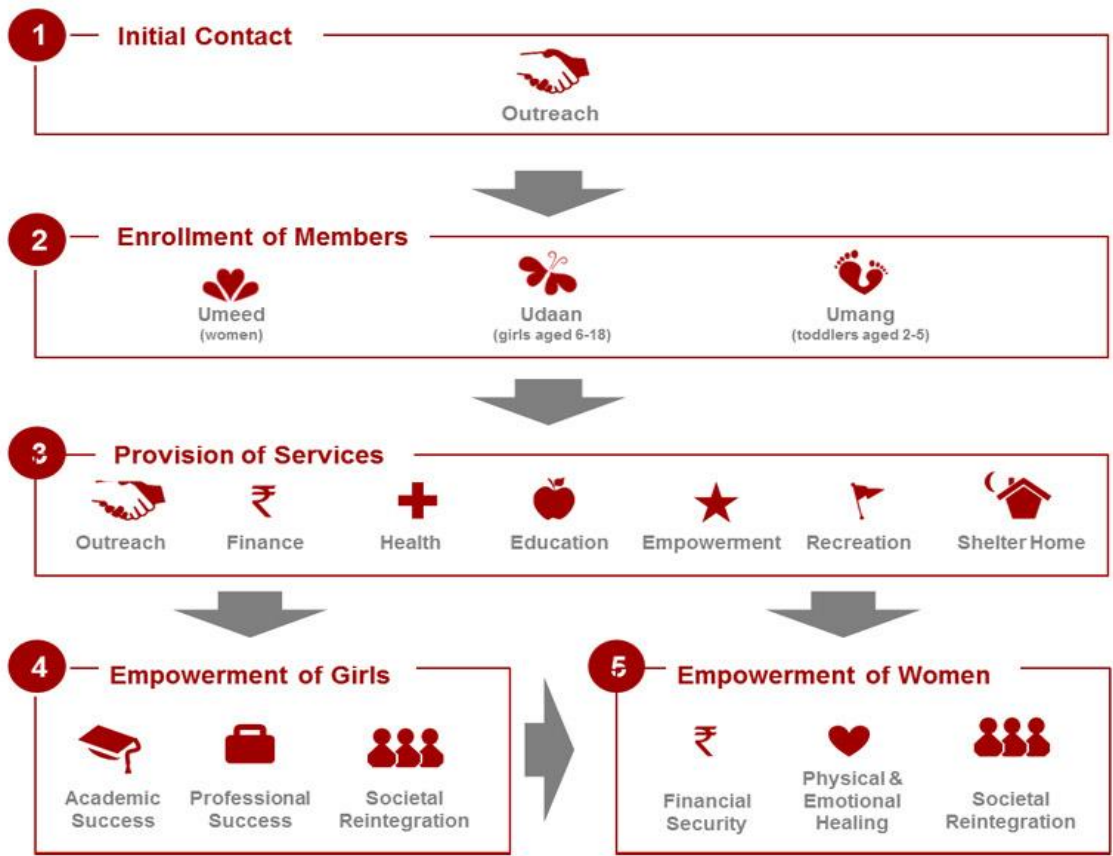 1 Initial Contact
Outreach
2 Enrollment of Members
Umeed
(women)
Udaan
(girls aged 6-18)
Umang
(toddlers aged 2-5)
3 Provision of Services
₹
Outreach Finance Health Education Empowerment Recreation Shelter Home
4 Empowerment of Girls
Academic
Success
Professional
Success
Societal
Reintegration
5 Empowerment of Women
₹
Financial
Security
Physical &
Emotional
Healing
Societal
Reintegration